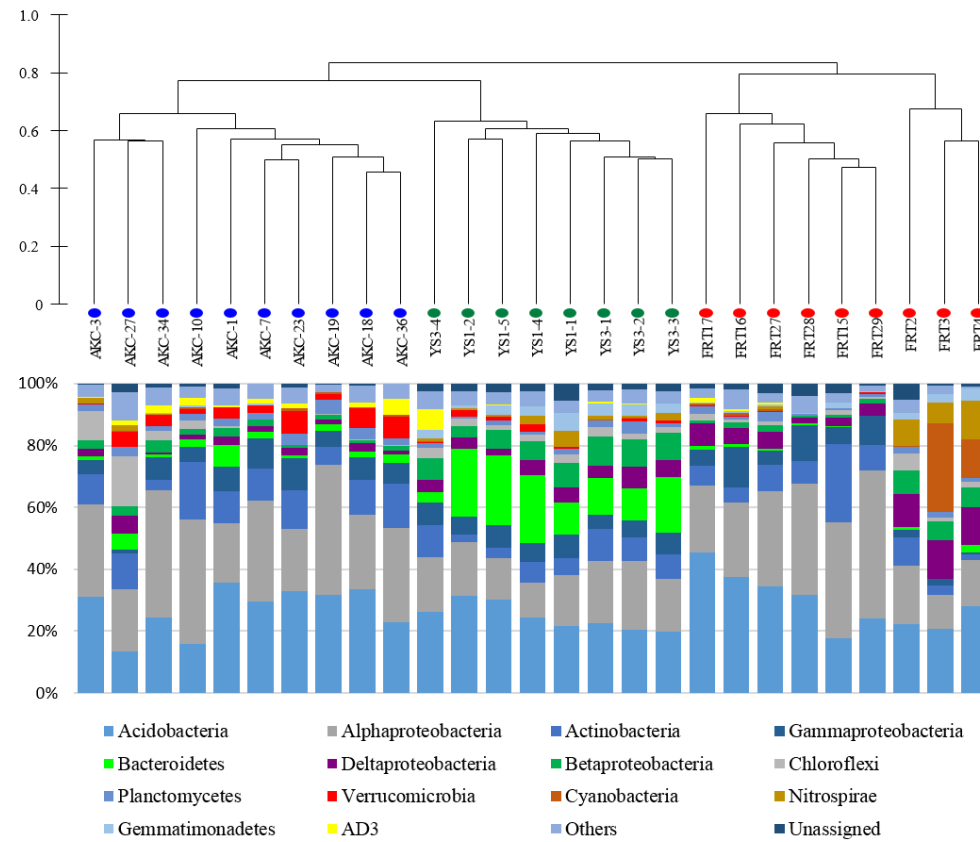 1.0
0.8
0.6
0.4
0.2
0
AKC-3
AKC-27
AKC-34
AKC-10
AKC-1
AKC-7
AKC-23
AKC-19
AKC-18
AKC-36
YS3-4
YS1-2
YS1-5
YS1-4
YS1-1
YS3-1
YS3-2
YS3-3
FRT17
FRT16
FRT27
FRT28
FRT15
FRT29
FRT2
FRT3
100%
80%
60%
40%
20%
0%
Acidobacteria Alphaproteobacteria Actinobacteria Gammaproteobacteria
Bacteroidetes Deltaproteobacteria Betaproteobacteria Chloroflexi
Planctomycetes Verrucomicrobia Cyanobacteria Nitrospirae
Gemmatimonadetes AD3 Others Unassigned